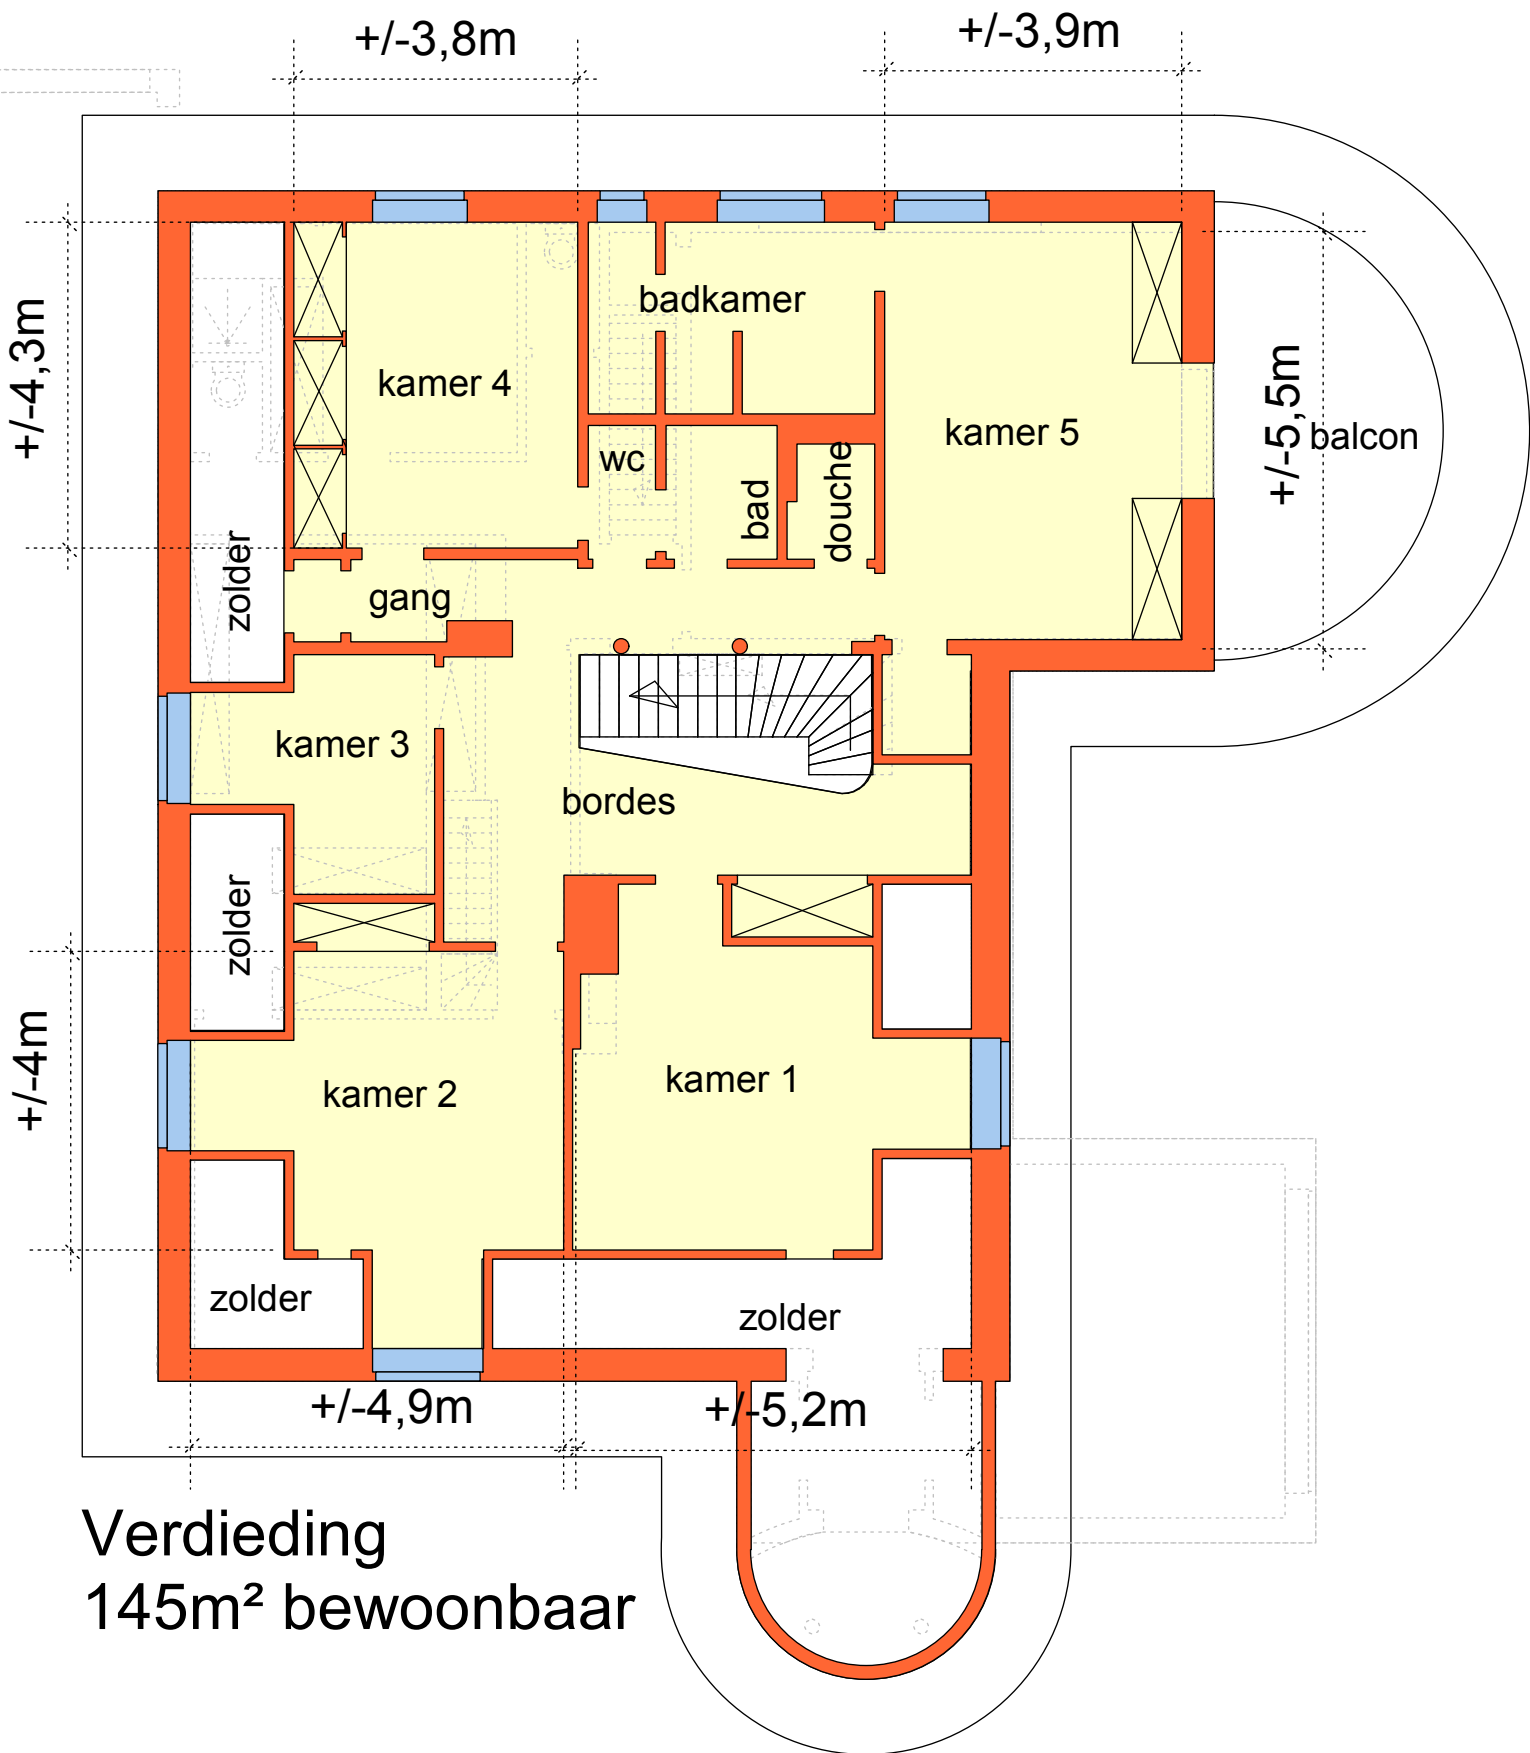 +/-3,8m
+/-3,9m
+/-4,3m
badkamer
kamer 4
kamer 5
+/-5,5m
balcon
wc
bad
douche
zolder
gang
kamer 3
bordes
zolder
+/-4m
kamer 2
kamer 1
zolder
zolder
+/-4,9m
+/-5,2m
Verdieding
145m² bewoonbaar